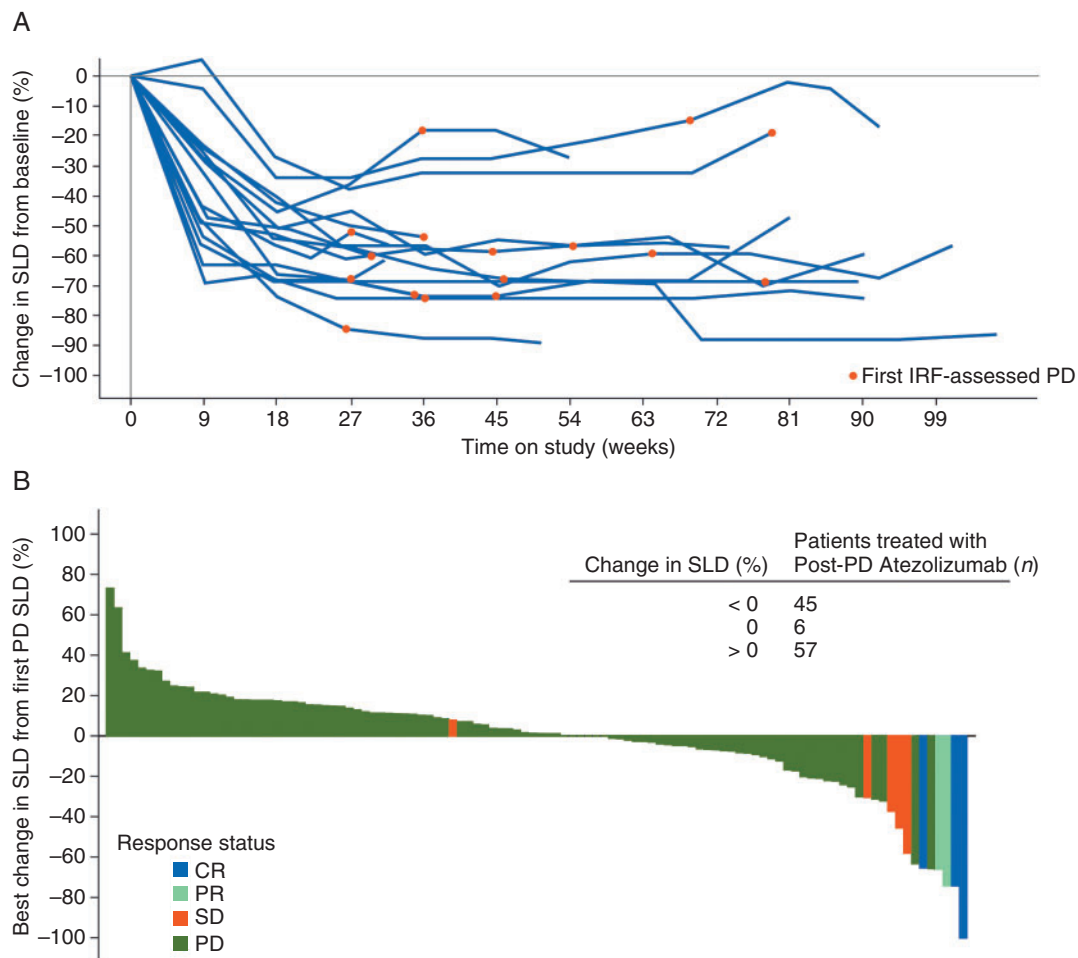 A
Change in SLD from baseline (%)
0
−10
−20
−30
−40
−50
−60
−70
−80
−90
−100
First IRF-assessed PD
0 9 18 27 36 45 54 63 72 81 90 99
Time on study (weeks)
B
Best change in SLD from first PD SLD (%)
100
80
60
40
20
0
−20
−40
−60
−80
−100
Patients treated with
Change in SLD (%) Post-PD Atezolizumab (n)
< 0 45
0 6
> 0 57
Response status
CR
PR
SD
PD